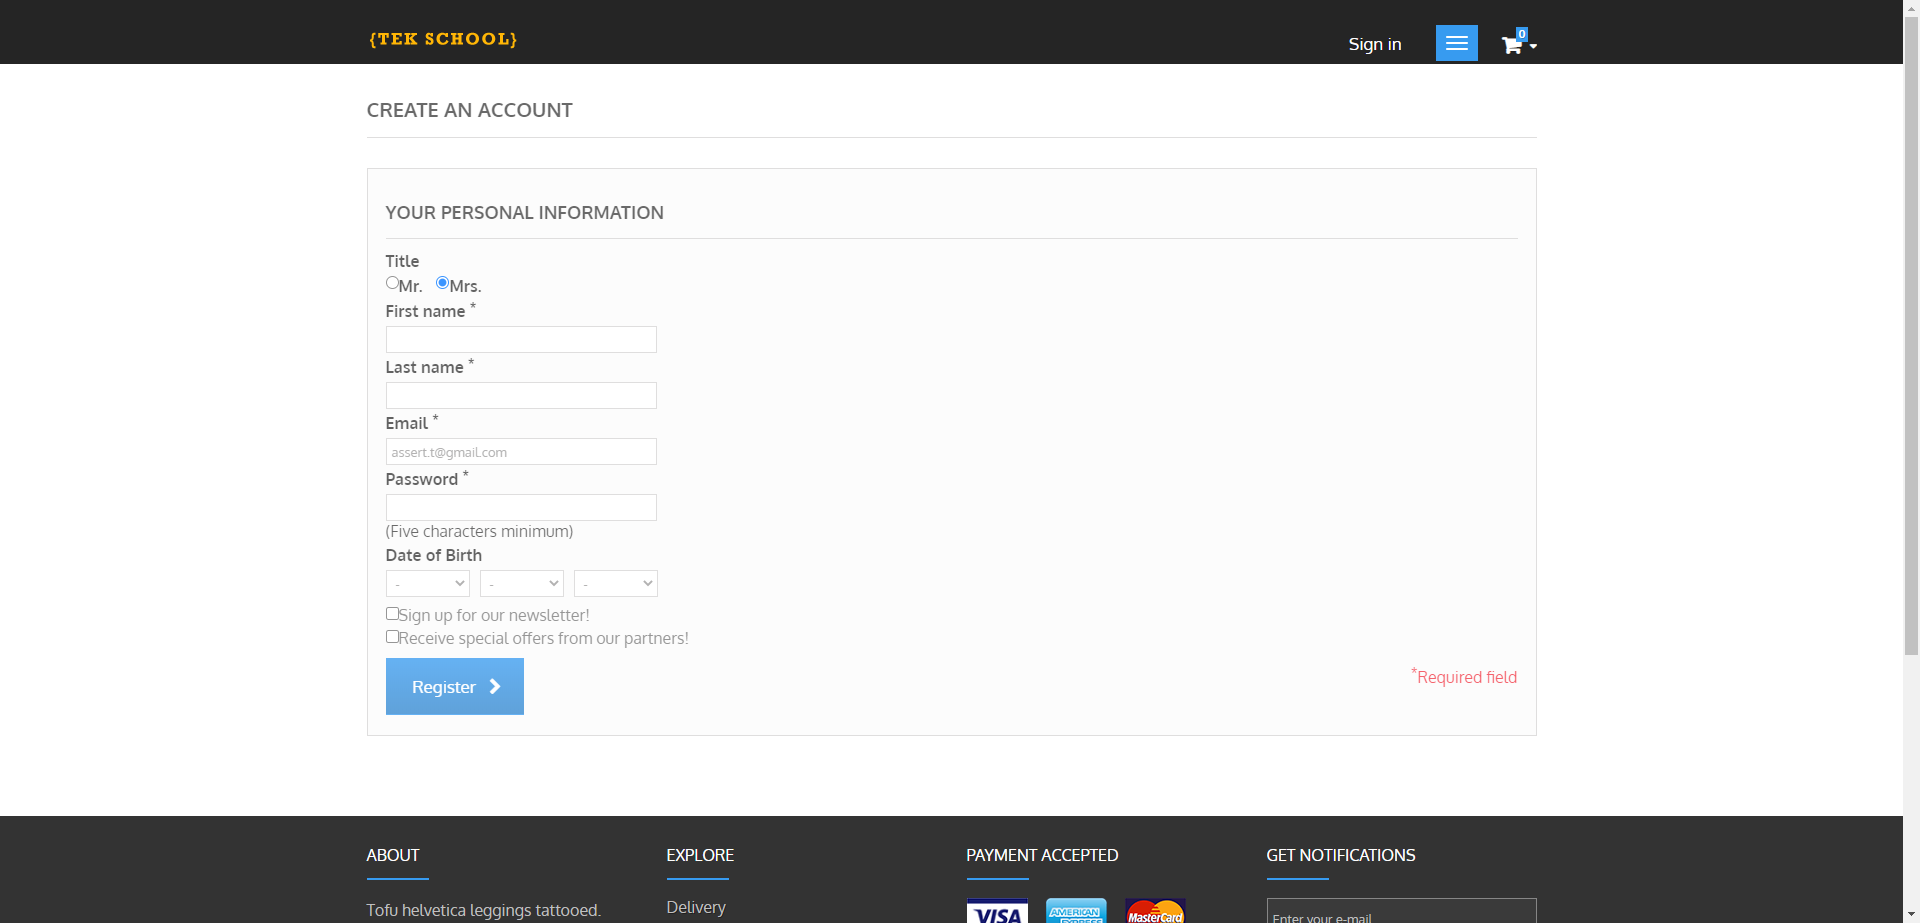 {TEK SCHOOL}
Sign in
0
CREATE AN ACCOUNT
YOUR PERSONAL INFORMATION
Title
Mr. Mrs.
First name *
Last name *
Email *
assert.t@gmail.com
Password *
(Five characters minimum)
Date of Birth
- - -
Sign up for our newsletter!
Receive special offers from our partners!
Register
*Required field
ABOUT
Tofu helvetica leggings tattooed.
EXPLORE
Delivery
PAYMENT ACCEPTED
VISA AMERICAN EXPRESS MasterCard
GET NOTIFICATIONS
Enter your e-mail